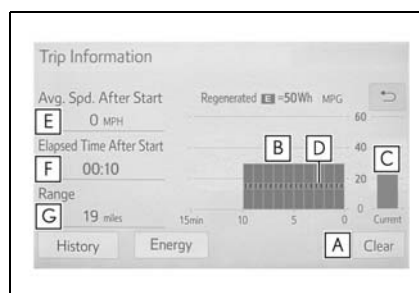 Trip Information
Avg. Spd. After Start
E 0 MPH
Elapsed Time After Start
F 00:10
Range
G 19 miles
Regenerated E =50Wh MPG
60
40
20
0
B D C
15min 10 5 0 Current
History Energy A Clear